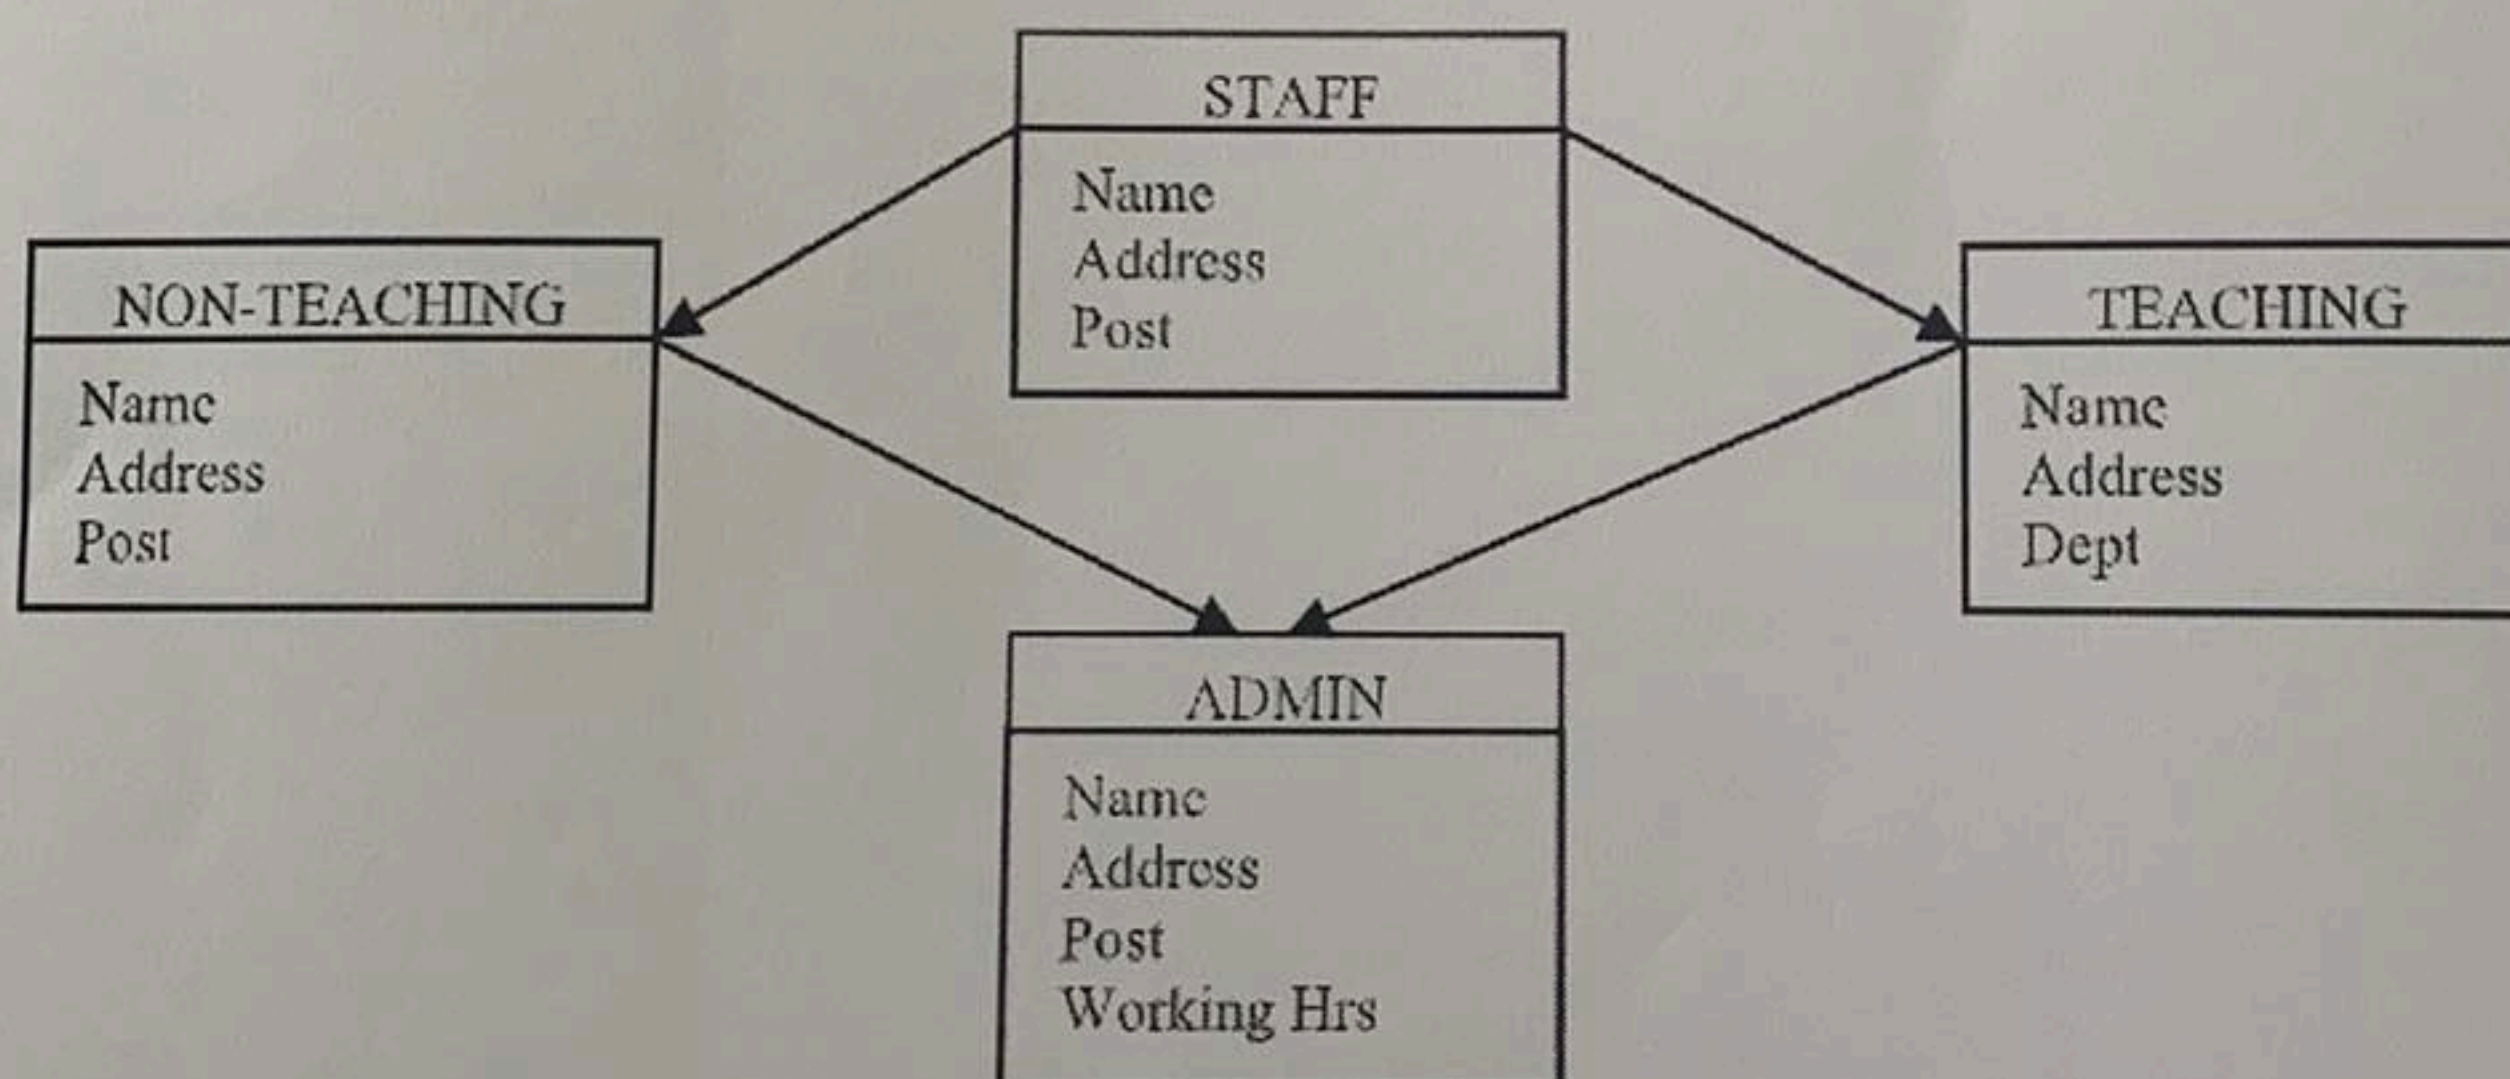 STAFF
Name
Address
Post
NON-TEACHING
Name
Address
Post
TEACHING
Name
Address
Dept
ADMIN
Name
Address
Post
Working Hrs